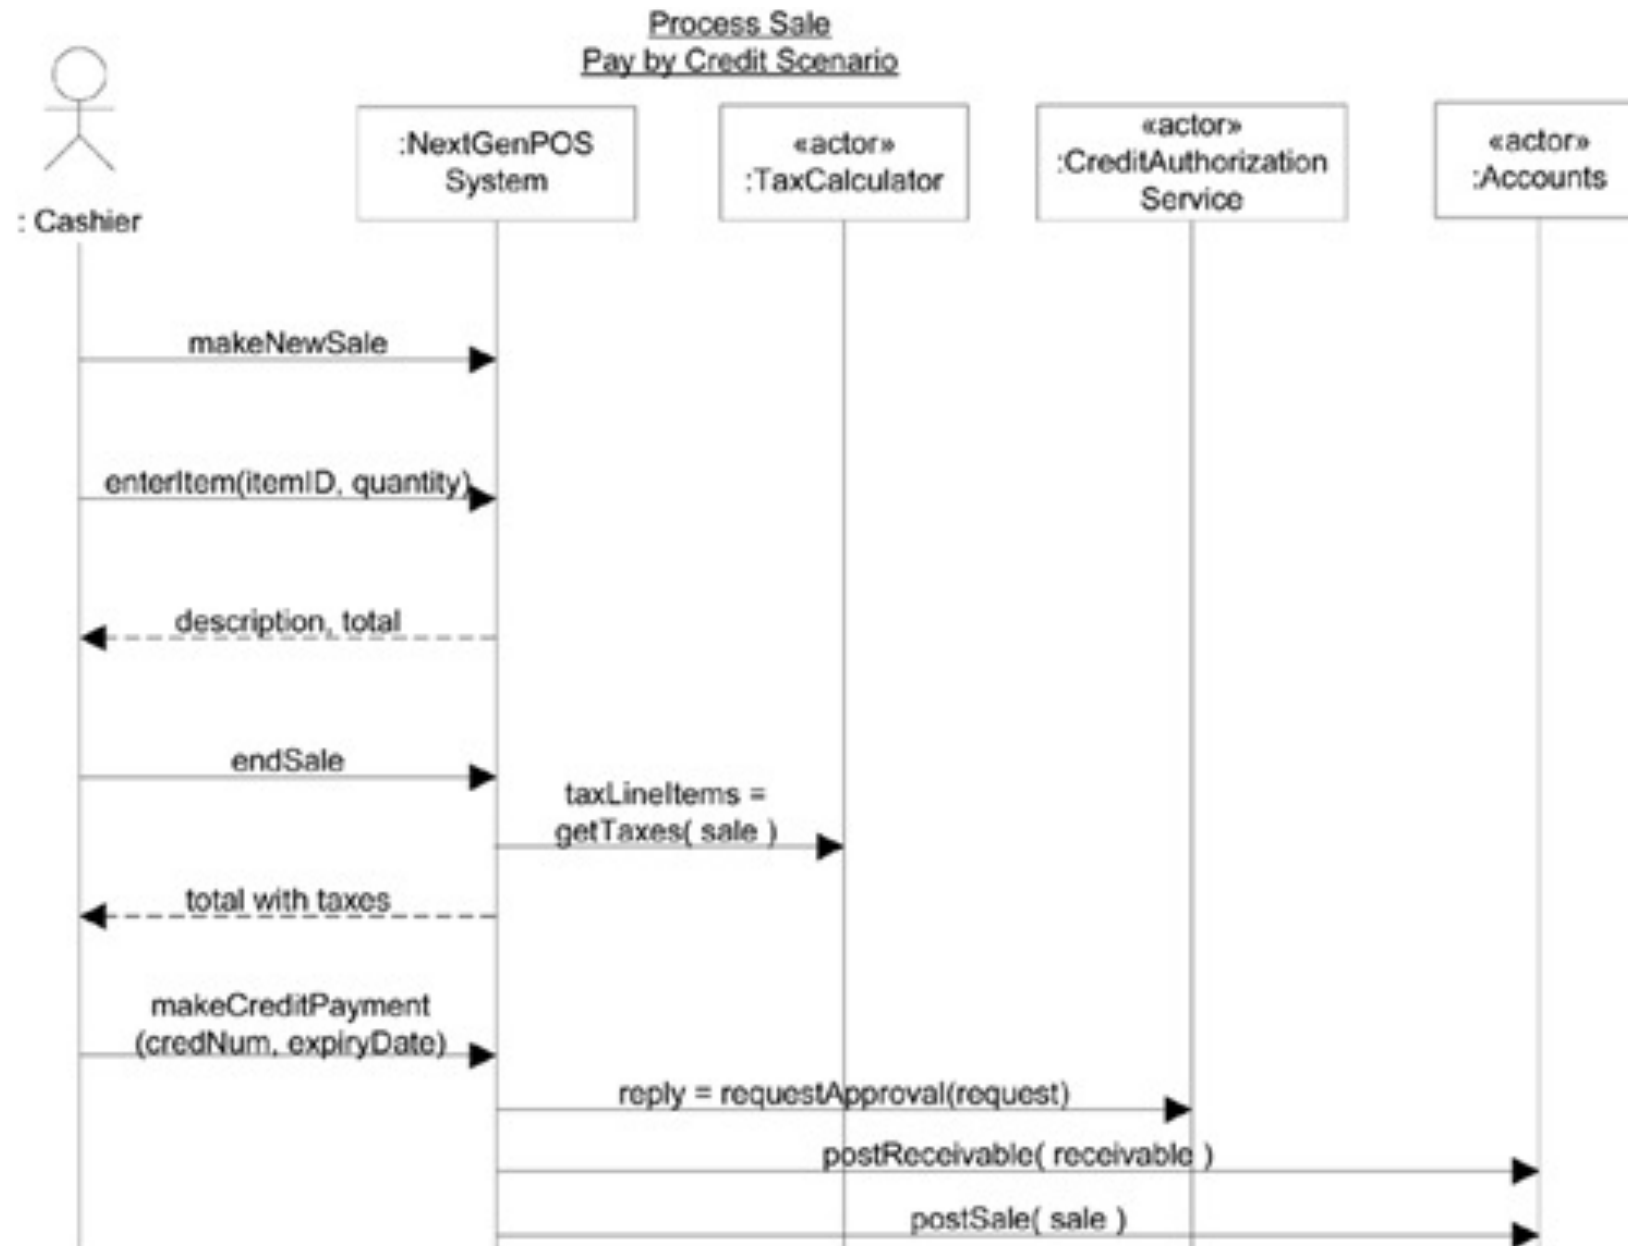 Process Sale
Pay by Credit Scenario
: Cashier
:NextGenPOS
System
«actor»
:TaxCalculator
«actor»
:CreditAuthorization
Service
«actor»
:Accounts
makeNewSale
enterItem(itemID, quantity)
description, total
endSale
taxLineItems =
getTaxes( sale )
total with taxes
makeCreditPayment
(credNum, expiryDate)
reply = requestApproval(request)
postReceivable( receivable )
postSale( sale )